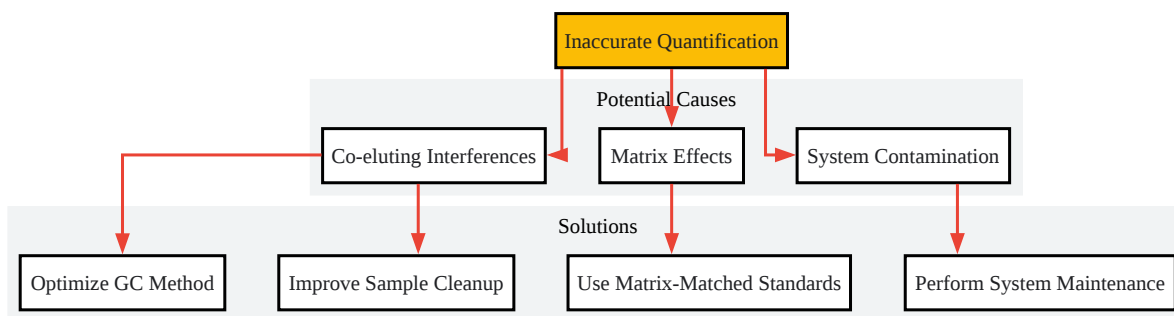 Inaccurate Quantification
Potential Causes
Co-eluting Interferences
Matrix Effects
System Contamination
Solutions
Optimize GC Method
Improve Sample Cleanup
Use Matrix-Matched Standards
Perform System Maintenance